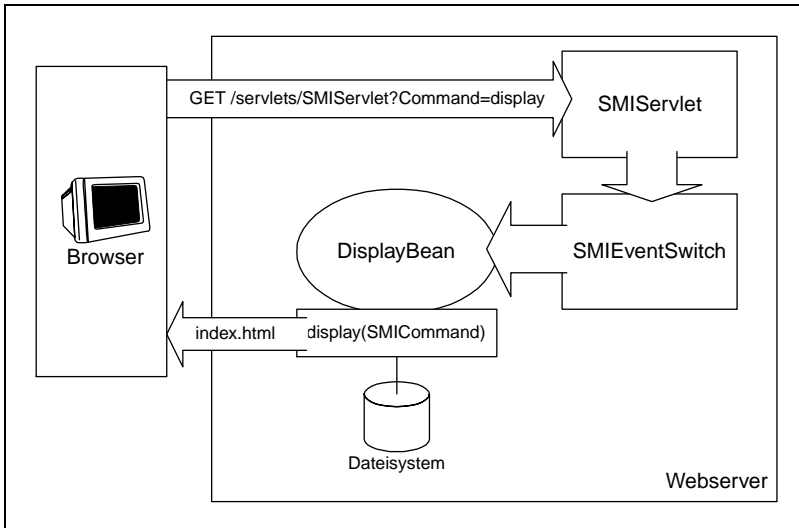 GET /servlets/SMIServlet?Command=display
SMIServlet
Browser
DisplayBean
SMIEventSwitch
index.html
display(SMICommand)
Dateisystem
Webserver